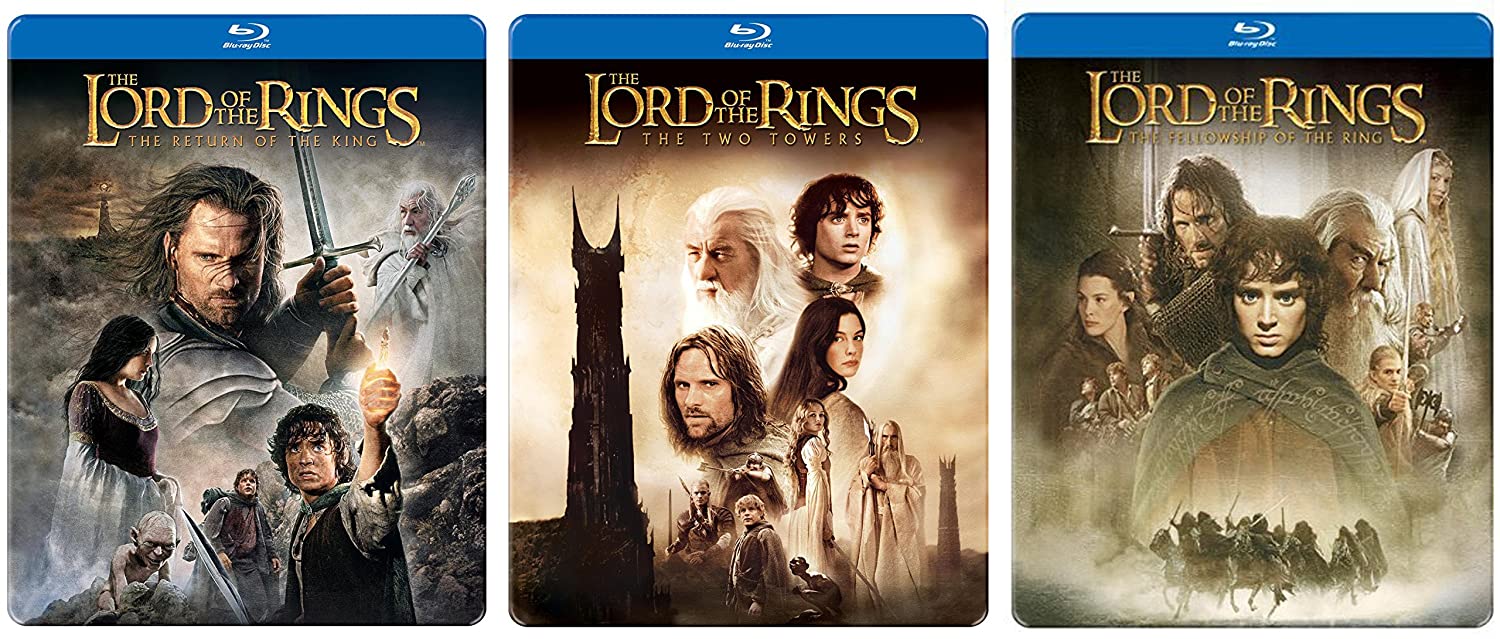 Blu-ray Disc
THE
LORD OF THE RINGS
THE RETURN OF THE KING
Blu-ray Disc
THE
LORD OF THE RINGS
THE TWO TOWERS
Blu-ray Disc
THE
LORD OF THE RINGS
THE FELLOWSHIP OF THE RING